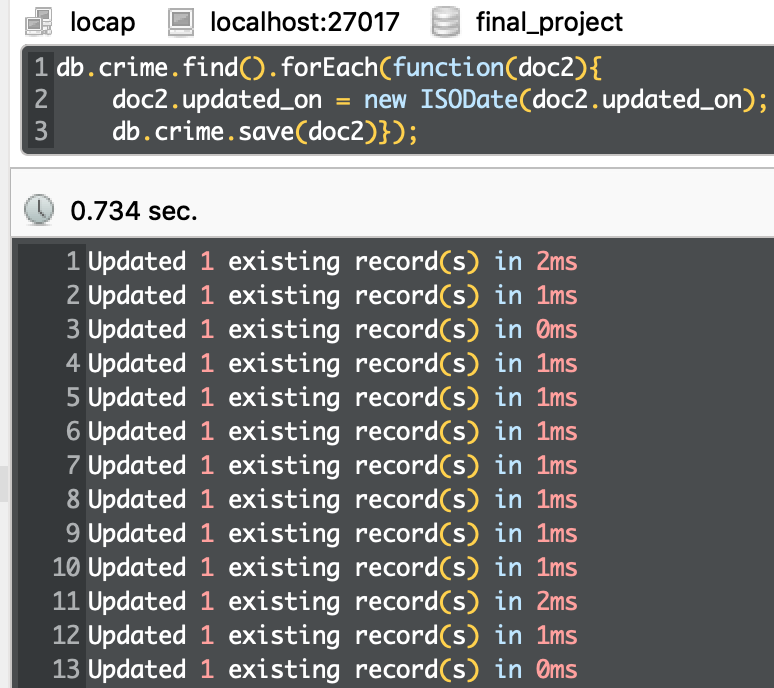 locap localhost:27017 final_project
1 db.crime.find().forEach(function(doc2){
2 doc2.updated_on = new ISODate(doc2.updated_on);
3 db.crime.save(doc2)});
0.734 sec.
1 Updated 1 existing record(s) in 2ms
2 Updated 1 existing record(s) in 1ms
3 Updated 1 existing record(s) in 0ms
4 Updated 1 existing record(s) in 1ms
5 Updated 1 existing record(s) in 1ms
6 Updated 1 existing record(s) in 1ms
7 Updated 1 existing record(s) in 1ms
8 Updated 1 existing record(s) in 1ms
9 Updated 1 existing record(s) in 1ms
10 Updated 1 existing record(s) in 1ms
11 Updated 1 existing record(s) in 2ms
12 Updated 1 existing record(s) in 1ms
13 Updated 1 existing record(s) in 0ms